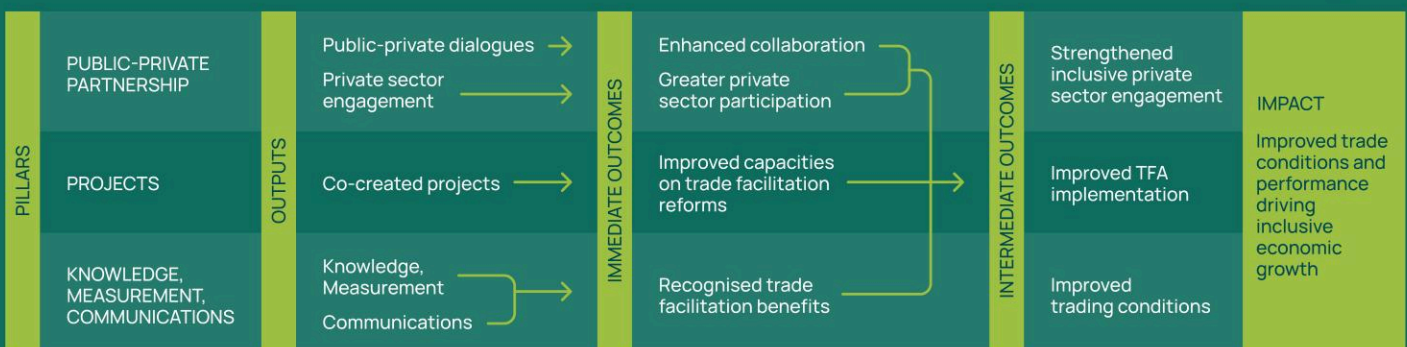 PILLARS
PUBLIC-PRIVATE
PARTNERSHIP
PROJECTS
KNOWLEDGE,
MEASUREMENT,
COMMUNICATIONS
OUTPUTS
Public-private dialogues
Private sector
engagement
Co-created projects
Knowledge,
Measurement
Communications
IMMEDIATE OUTCOMES
Enhanced collaboration
Greater private
sector participation
Improved capacities
on trade facilitation
reforms
Recognised trade
facilitation benefits
INTERMEDIATE OUTCOMES
Strengthened
inclusive private
sector engagement
Improved TFA
implementation
Improved
trading conditions
IMPACT
Improved trade
conditions and
performance
driving
inclusive
economic
growth